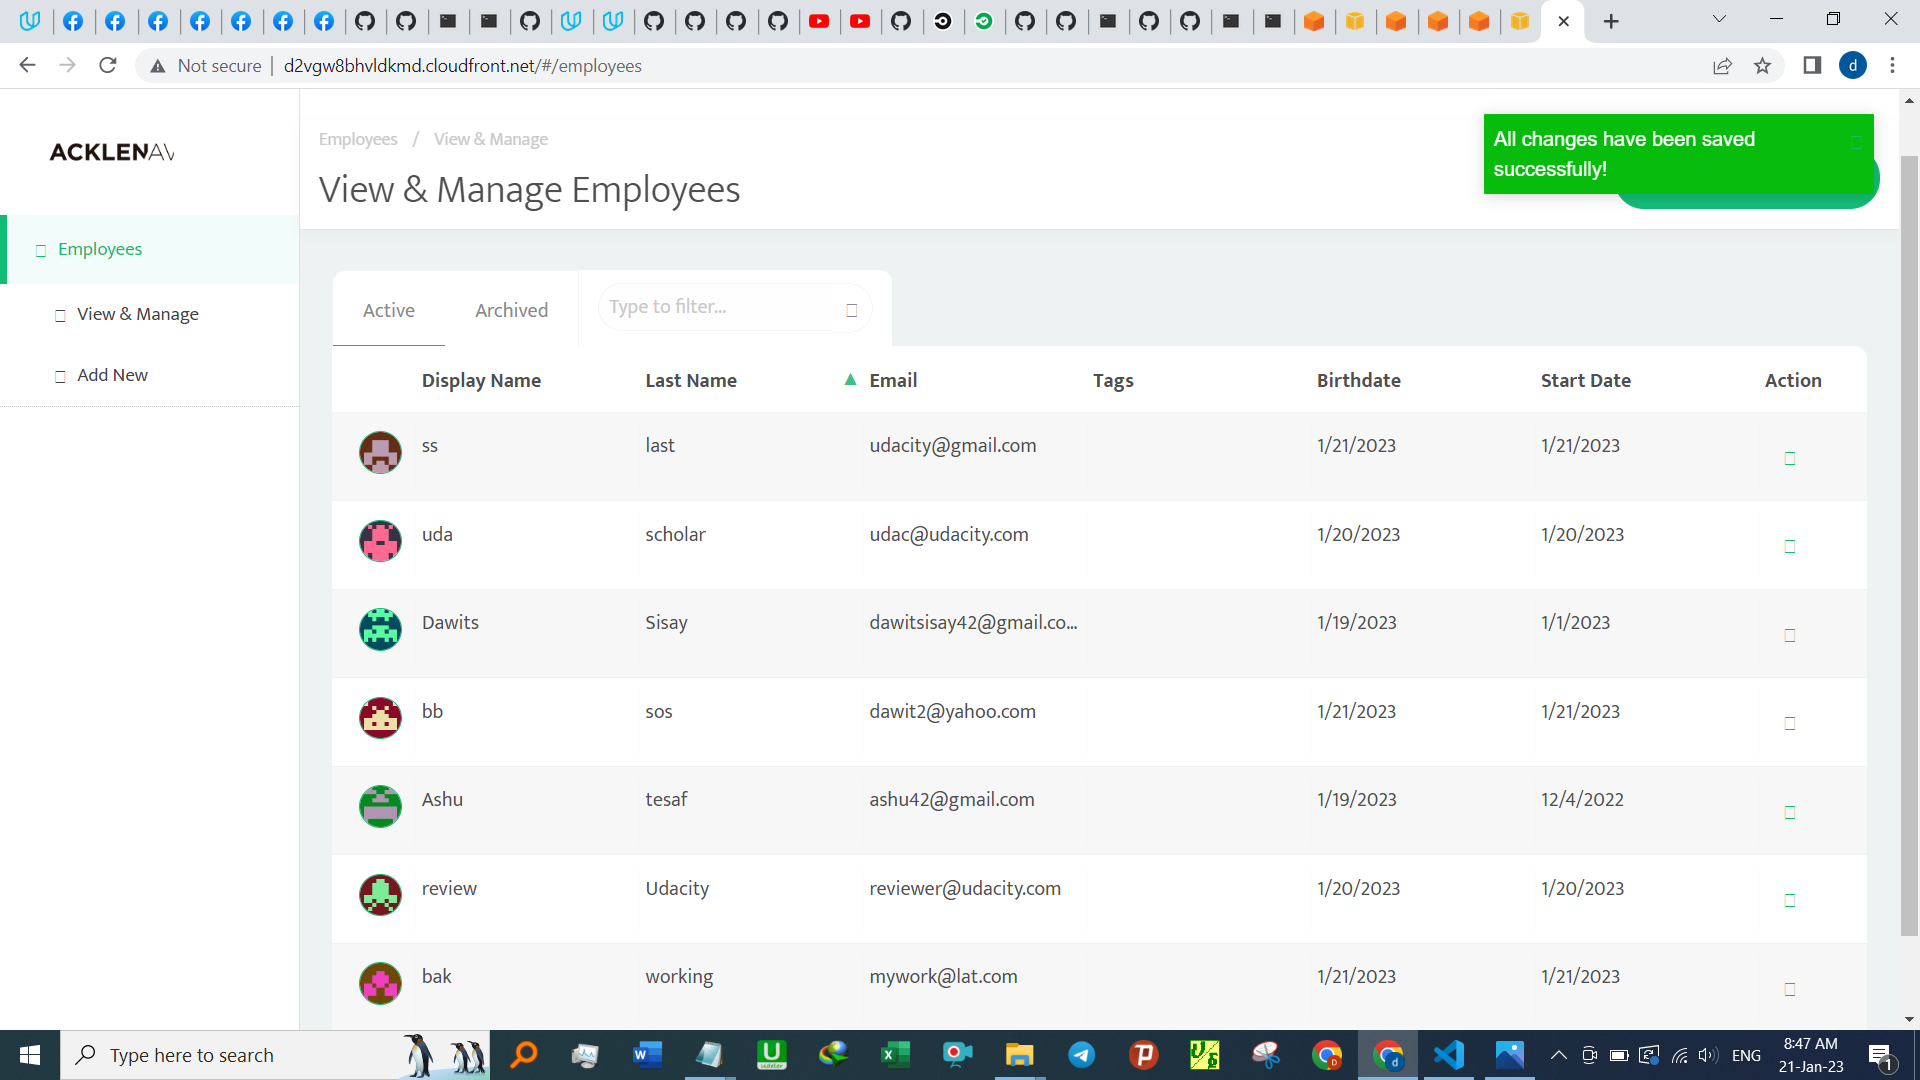 Not secure
d2vgw8bhvldkmd.cloudfront.net/#/employees
d
ACKLENAV
Employees / View & Manage
View & Manage Employees
All changes have been saved
successfully!
Employees
View & Manage
Add New
Active Archived Type to filter...
Display Name Last Name ▲ Email Tags Birthdate Start Date Action
ss last udacity@gmail.com 1/21/2023 1/21/2023
uda scholar udac@udacity.com 1/20/2023 1/20/2023
Dawits Sisay dawitsisay42@gmail.co... 1/19/2023 1/1/2023
bb sos dawit2@yahoo.com 1/21/2023 1/21/2023
Ashu tesaf ashu42@gmail.com 1/19/2023 12/4/2022
review Udacity reviewer@udacity.com 1/20/2023 1/20/2023
bak working mywork@lat.com 1/21/2023 1/21/2023
Type here to search
ENG
8:47 AM
21-Jan-23
1